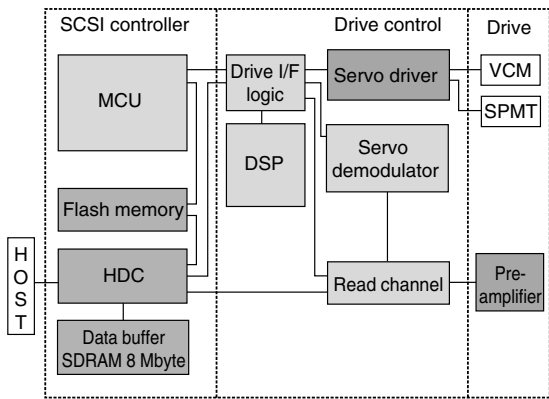 SCSI controller
Drive control
Drive
MCU
Drive I/F
logic
Servo driver
VCM
SPMT
DSP
Servo
demodulator
Flash memory
HOST
HDC
Read channel
Pre-
amplifier
Data buffer
SDRAM 8 Mbyte